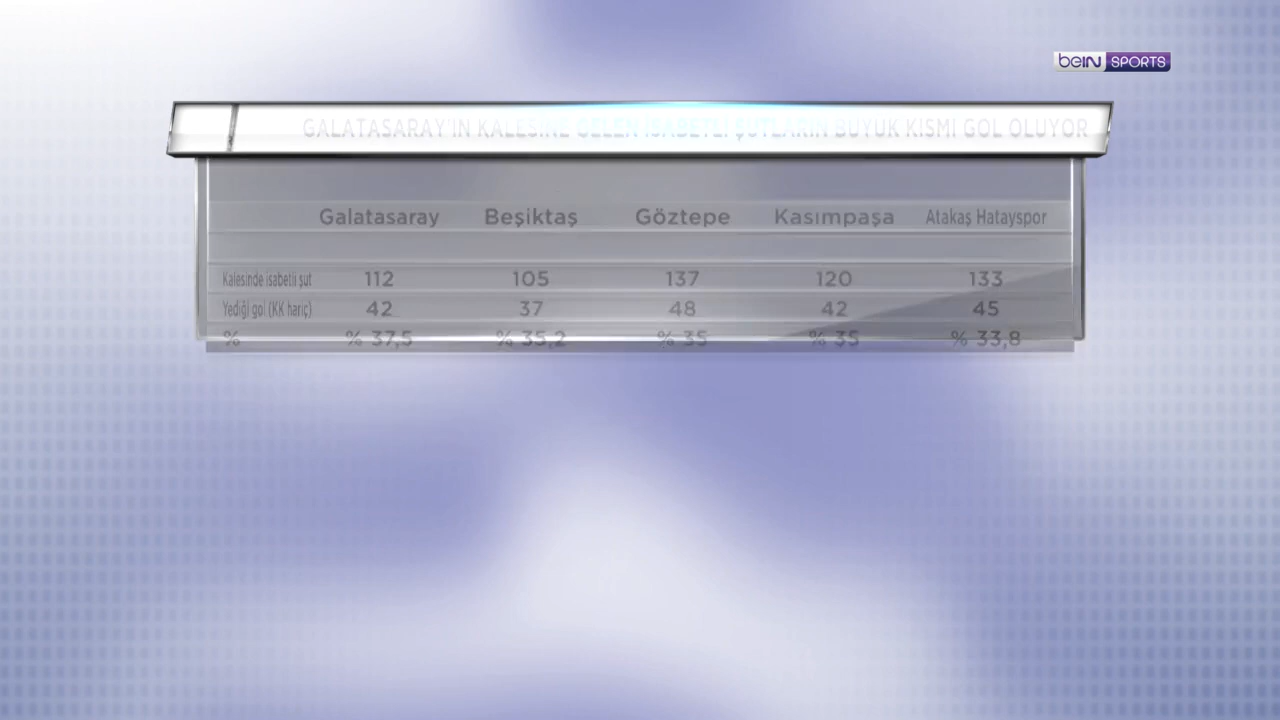 beIN SPORTS
GALATASARAY'IN KALESİNE GELEN İSABETLİ ŞUTLARIN BÜYÜK KISMI GOL OLUYOR
Galatasaray Beşiktaş Göztepe Kasımpaşa Atakaş Hatayspor
Kalesinde isabetli şut 112 105 137 120 133
Yediği gol (KK hariç) 42 37 48 42 45
% % 37,5 % 35,2 % 35 % 35 % 33,8